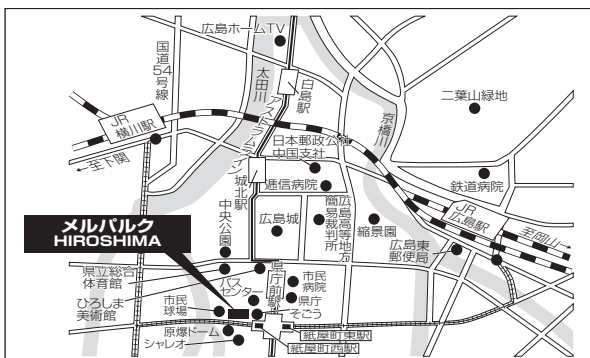 広島ホームTV
国道54号線
太田川
白島駅
アストラムライン
京橋川
二葉山緑地
JR
横川駅
日本郵政公社
中国支社
至下関
城北駅
逓信病院
鉄道病院
メルパルク
HIROSHIMA
中央公園
広島城
広島高等地方
簡易裁判所
縮景園
JR
広島駅
至岡山
広島東
郵便局
県立総合
体育館
バス
センター
県庁前駅
市民
病院
ひろしま
美術館
県庁
市民
球場
そごう
原爆ドーム
紙屋町東駅
シャレオ
紙屋町西駅